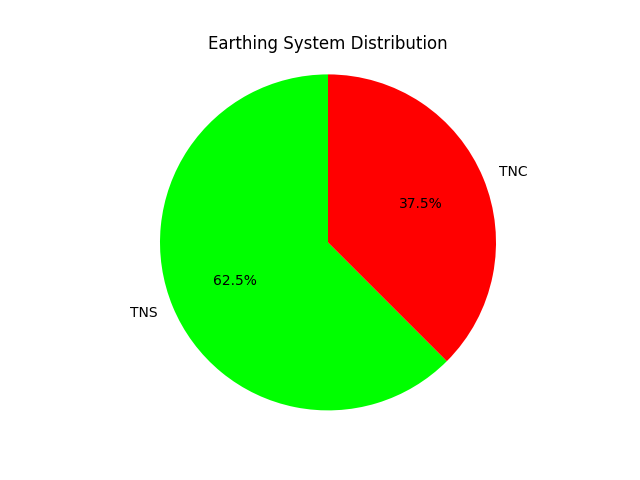 Earthing System Distribution
TNC
37.5%
62.5%
TNS